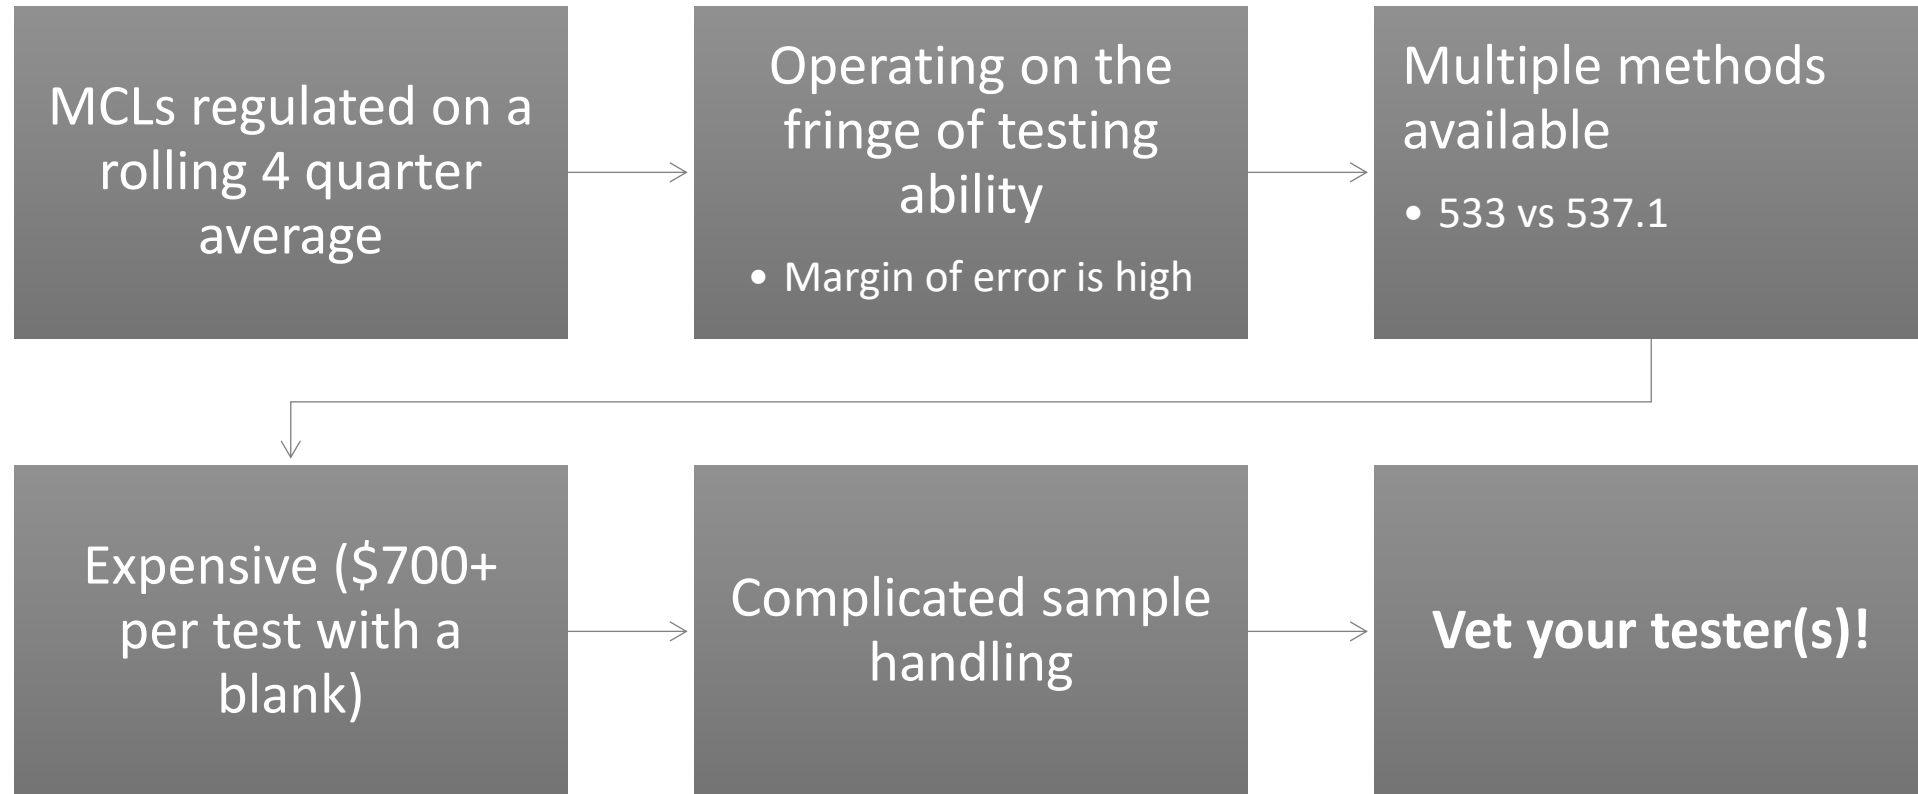 MCLs regulated on a
rolling 4 quarter
average
Operating on the
fringe of testing
ability
• Margin of error is high
Multiple methods
available
• 533 vs 537.1
Expensive ($700+
per test with a
blank)
Complicated sample
handling
Vet your tester(s)!